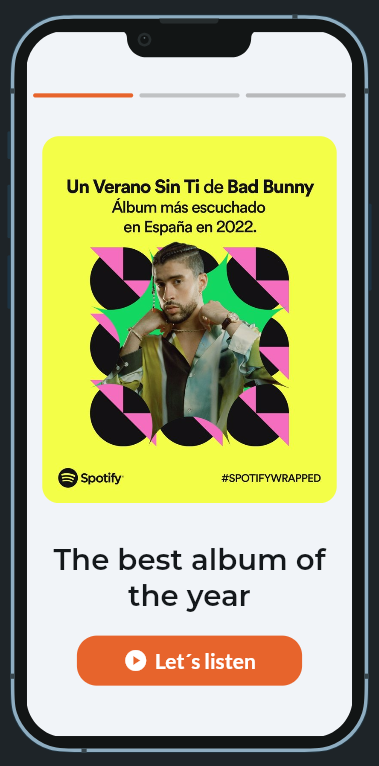 Un Verano Sin Ti de Bad Bunny
Álbum más escuchado
en España en 2022.
Spotify
#SPOTIFYWRAPPED
The best album of
the year
Let´s listen